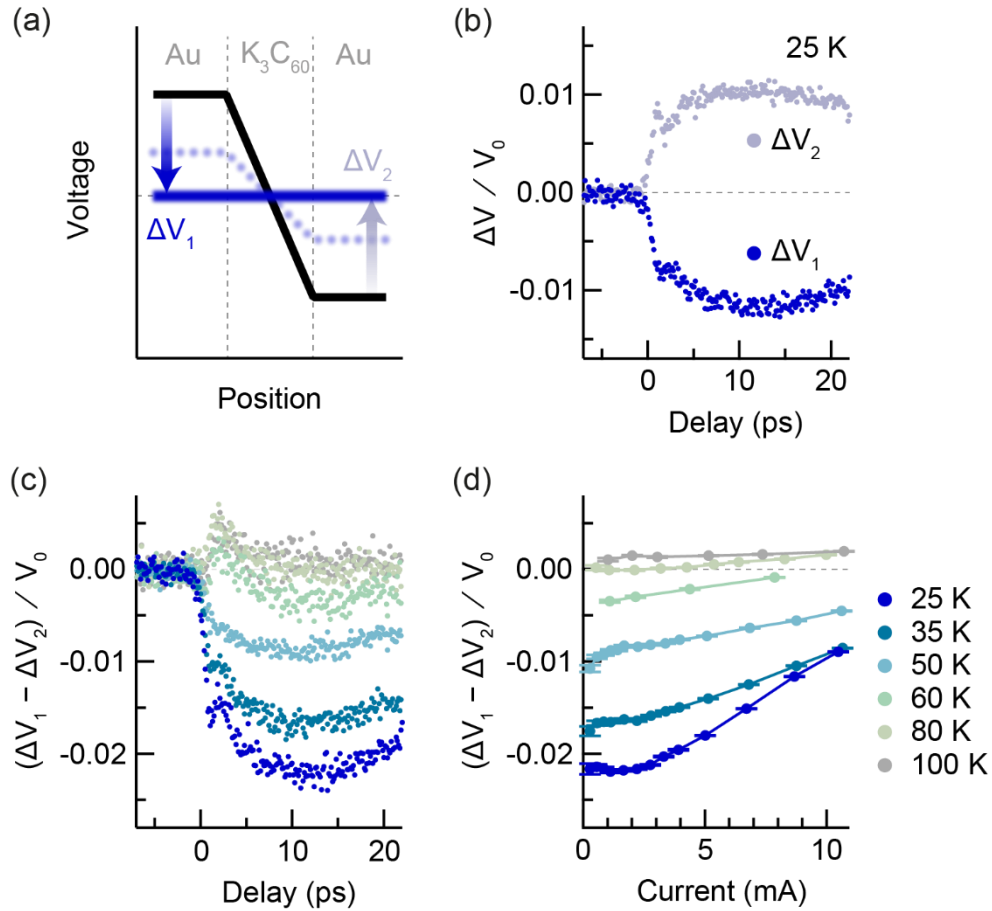 (a)
Au
K₃C₆₀
Au
Voltage
ΔV₁
ΔV₂
Position
(b)
25 K
ΔV / V₀
0.01
0.00
-0.01
ΔV₂
ΔV₁
0
10
20
Delay (ps)
(c)
(ΔV₁ − ΔV₂) / V₀
0.00
-0.01
-0.02
0
10
20
Delay (ps)
(d)
(ΔV₁ − ΔV₂) / V₀
0.00
-0.01
-0.02
0
5
10
Current (mA)
25 K
35 K
50 K
60 K
80 K
100 K